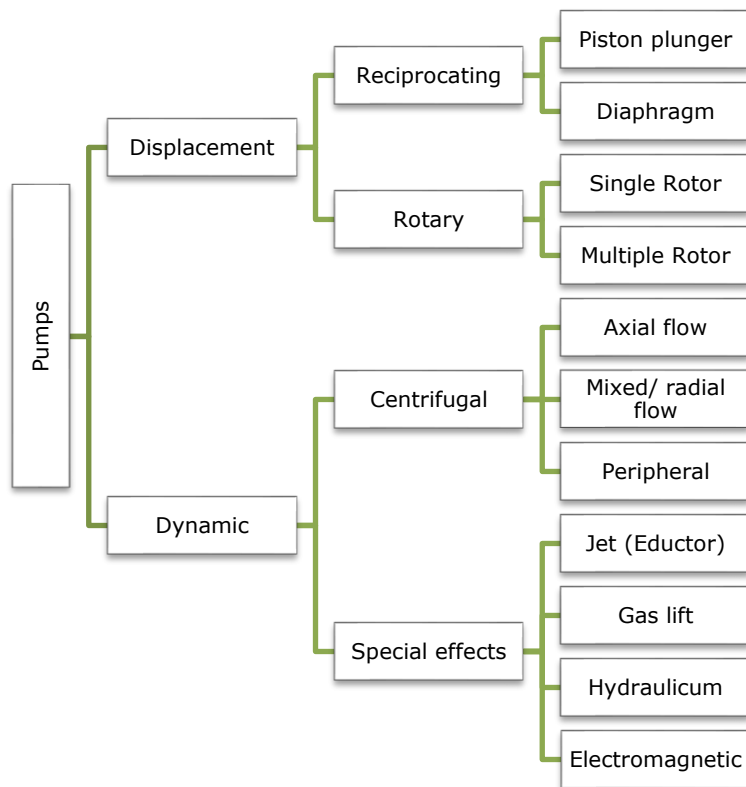 Pumps
Displacement
Reciprocating
Piston plunger
Diaphragm
Rotary
Single Rotor
Multiple Rotor
Dynamic
Centrifugal
Axial flow
Mixed/ radial
flow
Peripheral
Special effects
Jet (Eductor)
Gas lift
Hydraulicum
Electromagnetic